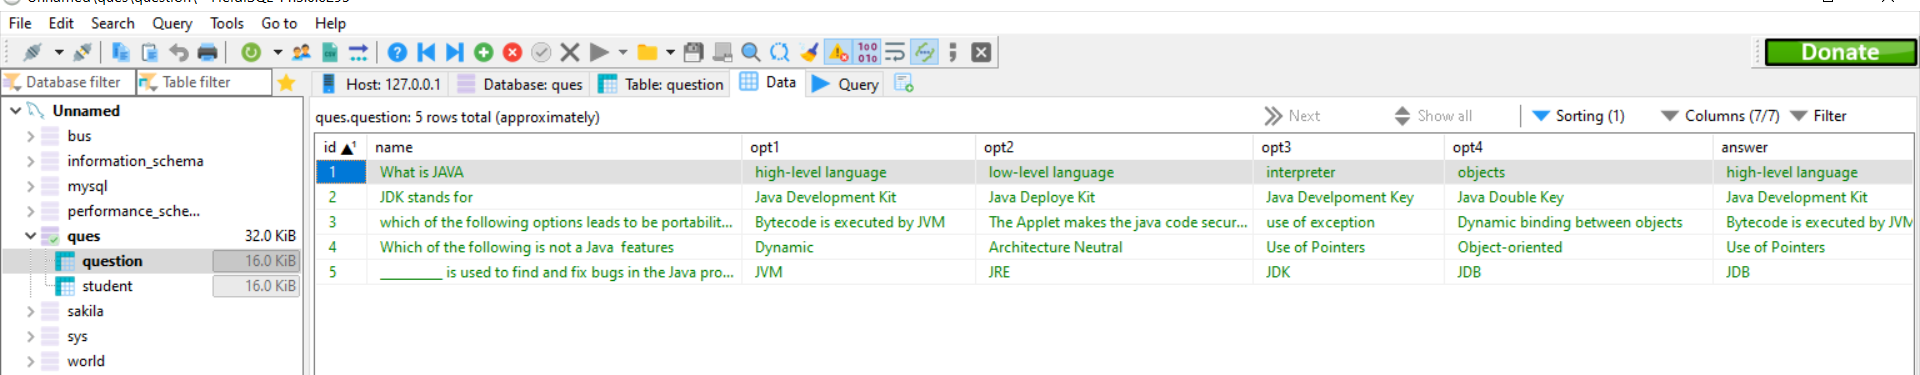 File Edit Search Query Tools Go to Help
Donate
Database filter Table filter Host: 127.0.0.1 Database: ques Table: question Data Query
Unnamed
bus
information_schema
mysql
performance_sche...
ques 32.0 KiB
question 16.0 KiB
student 16.0 KiB
sakila
sys
world
ques.question: 5 rows total (approximately) Next Show all Sorting (1) Columns (7/7) Filter
id 1 name opt1 opt2 opt3 opt4 answer
1 What is JAVA high-level language low-level language interpreter objects high-level language
2 JDK stands for Java Development Kit Java Deploye Kit Java Develpoment Key Java Double Key Java Development Kit
3 which of the following options leads to be portabilit... Bytecode is executed by JVM The Applet makes the java code secur... use of exception Dynamic binding between objects Bytecode is executed by JVM
4 Which of the following is not a Java features Dynamic Architecture Neutral Use of Pointers Object-oriented Use of Pointers
5 ________ is used to find and fix bugs in the Java pro... JVM JRE JDK JDB JDB